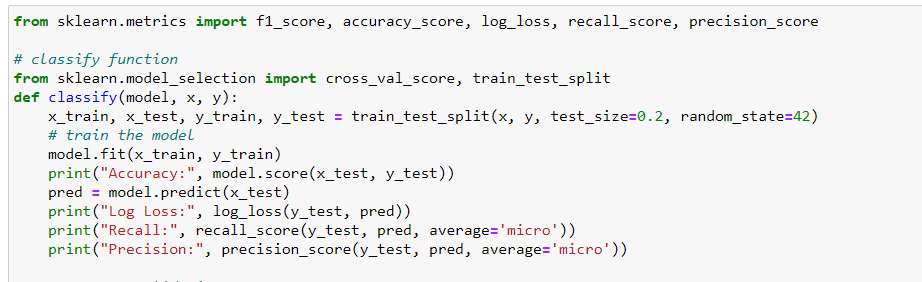 from sklearn.metrics import f1_score, accuracy_score, log_loss, recall_score, precision_score
# classify function
from sklearn.model_selection import cross_val_score, train_test_split
def classify(model, x, y):
x_train, x_test, y_train, y_test = train_test_split(x, y, test_size=0.2, random_state=42)
# train the model
model.fit(x_train, y_train)
print("Accuracy:", model.score(x_test, y_test))
pred = model.predict(x_test)
print("Log Loss:", log_loss(y_test, pred))
print("Recall:", recall_score(y_test, pred, average='micro'))
print("Precision:", precision_score(y_test, pred, average='micro'))